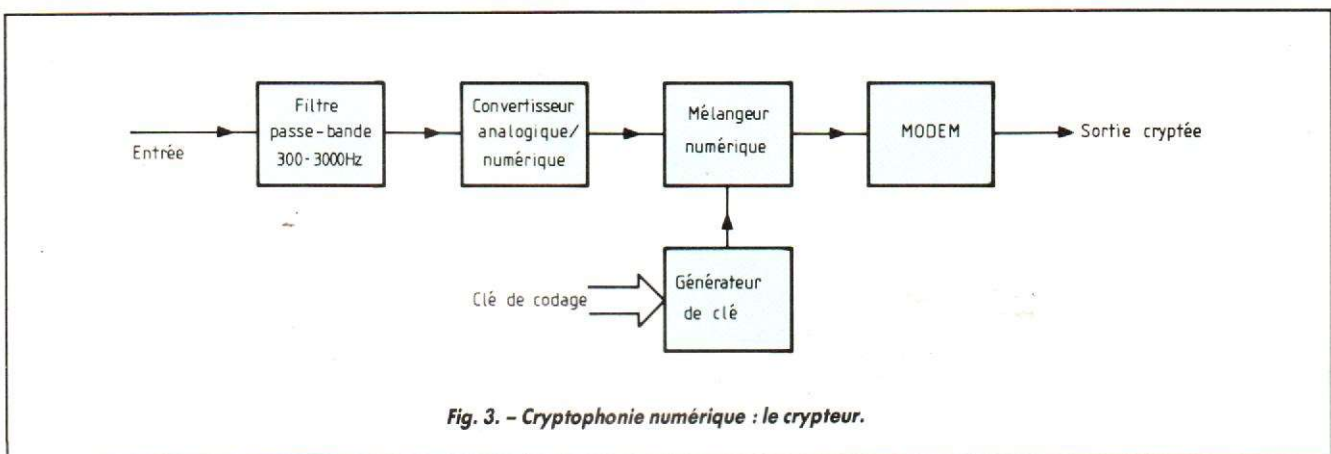 Filtre
passe-bande
300-3000Hz
Convertisseur
analogique/
numérique
Mélangeur
numérique
MODEM
Sortie cryptée
Entrée
Clé de codage
Générateur
de clé
Fig. 3. – Cryptophonie numérique : le crypteur.